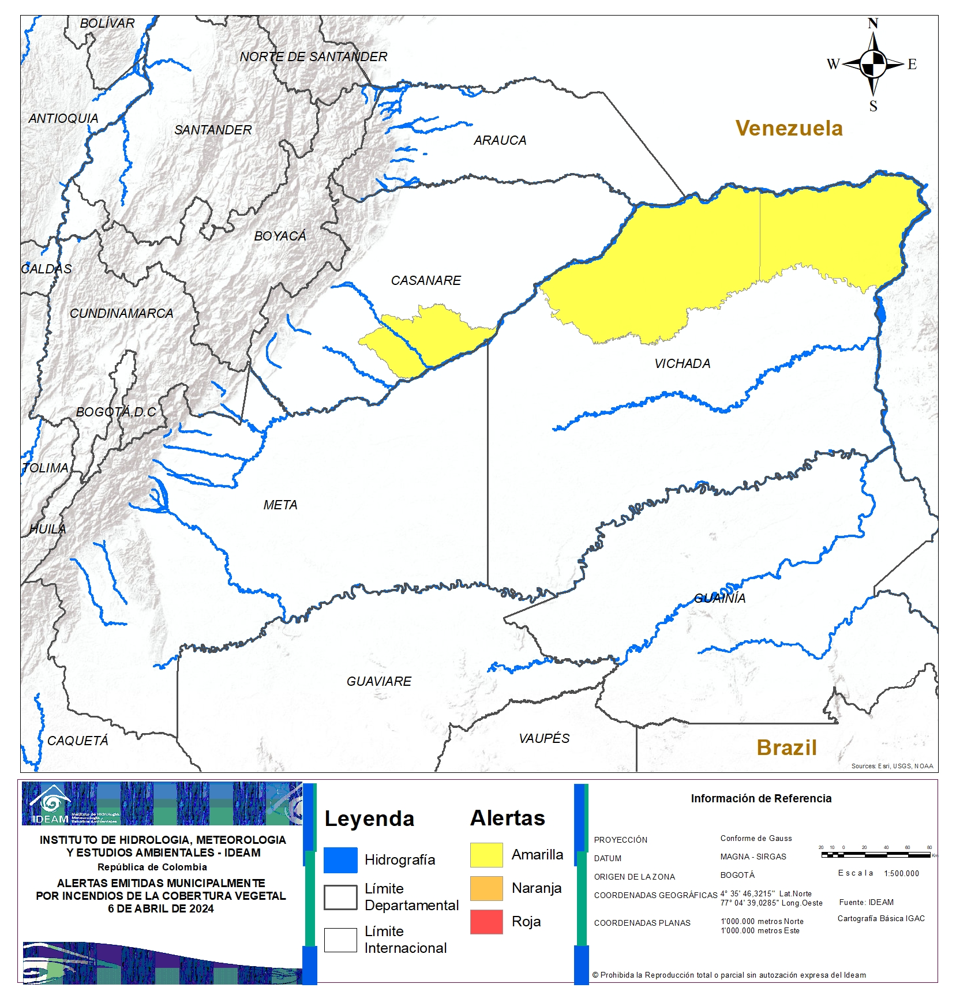 BOLÍVAR
N
NORTE DE SANTANDER
W
E
S
ANTIOQUIA
SANTANDER
Venezuela
ARAUCA
BOYACÁ
CALDAS
CASANARE
CUNDINAMARCA
VICHADA
BOGOTÁ,D.C
TOLIMA
META
HUILA
GUAINÍA
GUAVIARE
VAUPÉS
CAQUETÁ
Brazil
Sources: Esri, USGS, NOAA
IDEAM
Instituto de Hidrología,
Meteorología y
Estudios Ambientales
INSTITUTO DE HIDROLOGIA, METEOROLOGIA
Y ESTUDIOS AMBIENTALES - IDEAM
República de Colombia
ALERTAS EMITIDAS MUNICIPALMENTE
POR INCENDIOS DE LA COBERTURA VEGETAL
6 DE ABRIL DE 2024
Leyenda
Hidrografía
Límite
Departamental
Límite
Internacional
Alertas
Amarilla
Naranja
Roja
Información de Referencia
PROYECCIÓN Conforme de Gauss
DATUM MAGNA - SIRGAS
ORIGEN DE LA ZONA BOGOTÁ
COORDENADAS GEOGRÁFICAS 4° 35' 46,3215" Lat.Norte
77° 04' 39,0285" Long.Oeste
COORDENADAS PLANAS 1'000.000 metros Norte
1'000.000 metros Este
20 10 0 20 40 60 80
Km
Escala 1:500.000
Fuente: IDEAM
Cartografía Básica IGAC
© Prohibida la Reproducción total o parcial sin autozación expresa del Ideam